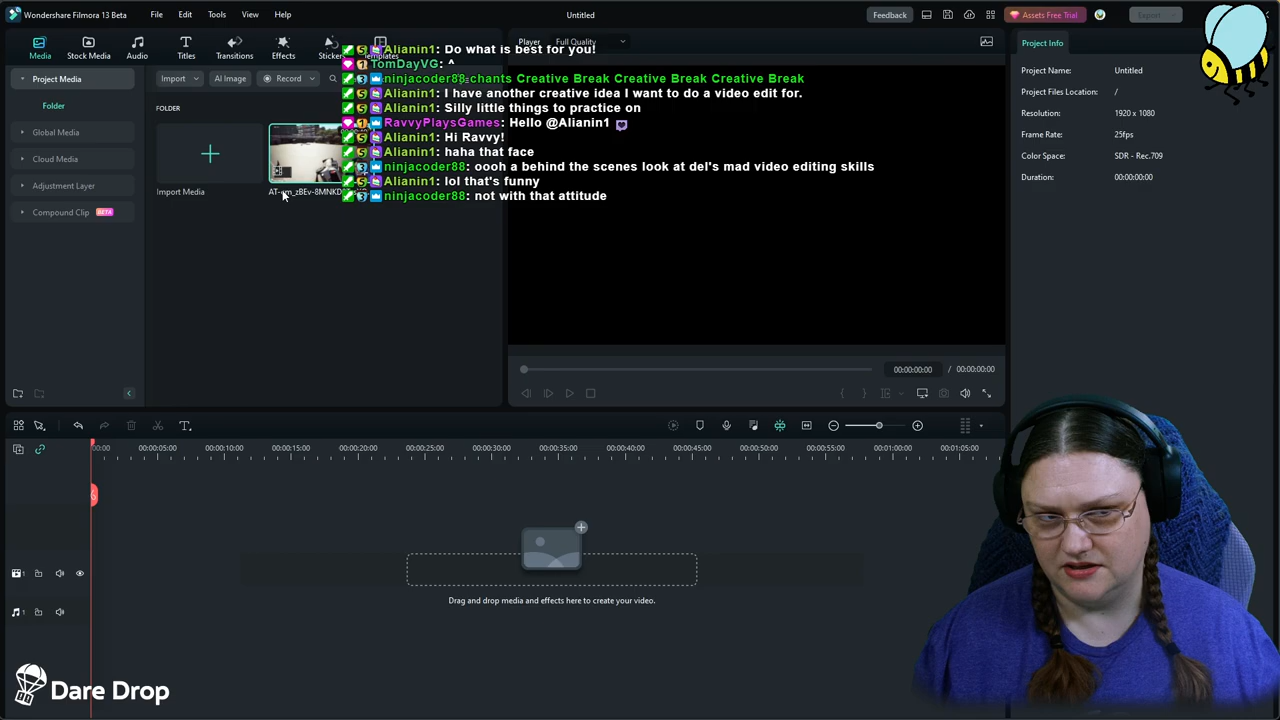 Wondershare Filmora 13 Beta
File Edit Tools View Help
Untitled
Feedback
Assets Free Trial
Export
Media Stock Media Audio Titles Transitions Effects Stickers Templates
Player Full Quality
Project Info
Project Media
Folder
Global Media
Cloud Media
Adjustment Layer
Compound Clip BETA
Import AI Image Record
FOLDER
Import Media
Alianin1: Do what is best for you!
TomDayVG: ^
ninjacoder88: chants Creative Break Creative Break Creative Break
Alianin1: I have another creative idea I want to do a video edit for.
Alianin1: Silly little things to practice on
RavvyPlaysGames: Hello @Alianin1
Alianin1: Hi Ravvy!
Alianin1: haha that face
ninjacoder88: oooh a behind the scenes look at del's mad video editing skills
Alianin1: lol that's funny
ninjacoder88: not with that attitude
Project Name: Untitled
Project Files Location: /
Resolution: 1920 x 1080
Frame Rate: 25fps
Color Space: SDR - Rec.709
Duration: 00:00:00:00
00:00:00:00 / 00:00:00:00
00:00 00:00:05:00 00:00:10:00 00:00:15:00 00:00:20:00 00:00:25:00 00:00:30:00 00:00:35:00 00:00:40:00 00:00:45:00 00:00:50:00 00:00:55:00 00:01:00:00 00:01:05:00
Drag and drop media and effects here to create your video.
1
1
Dare Drop